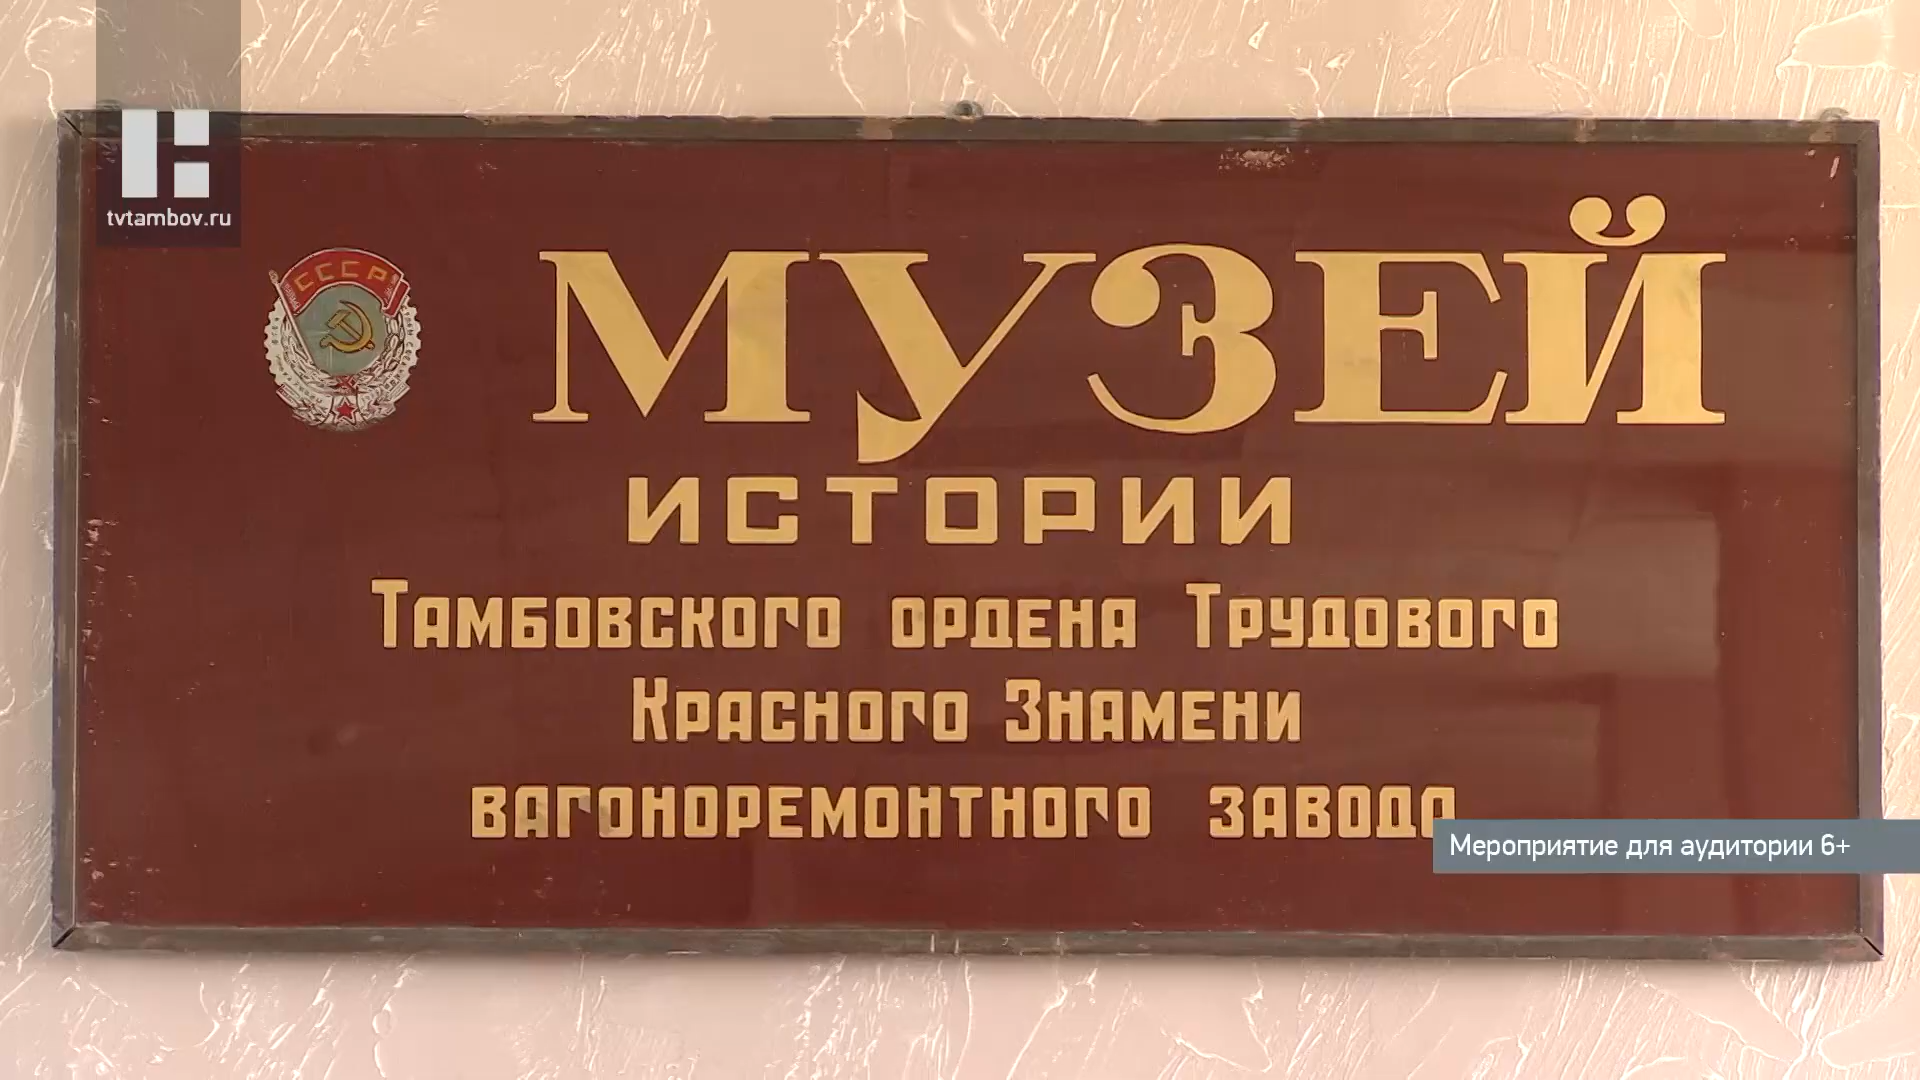 tvtambov.ru
СССР
МУЗЕЙ
ИСТОРИИ
ТАМБОВСКОГО ОРДЕНА ТРУДОВОГО
КРАСНОГО ЗНАМЕНИ
ВАГОНОРЕМОНТНОГО ЗАВОДА
Мероприятие для аудитории 6+